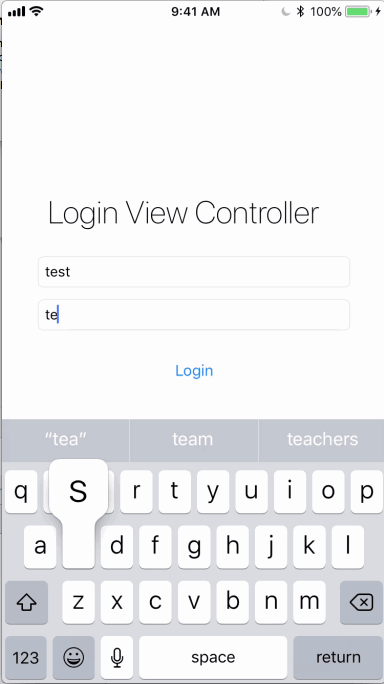 9:41 AM 100%
Login View Controller
test
te
Login
“tea” team teachers
q S r t y u i o p
a d f g h j k l
z x c v b n m
123 space return